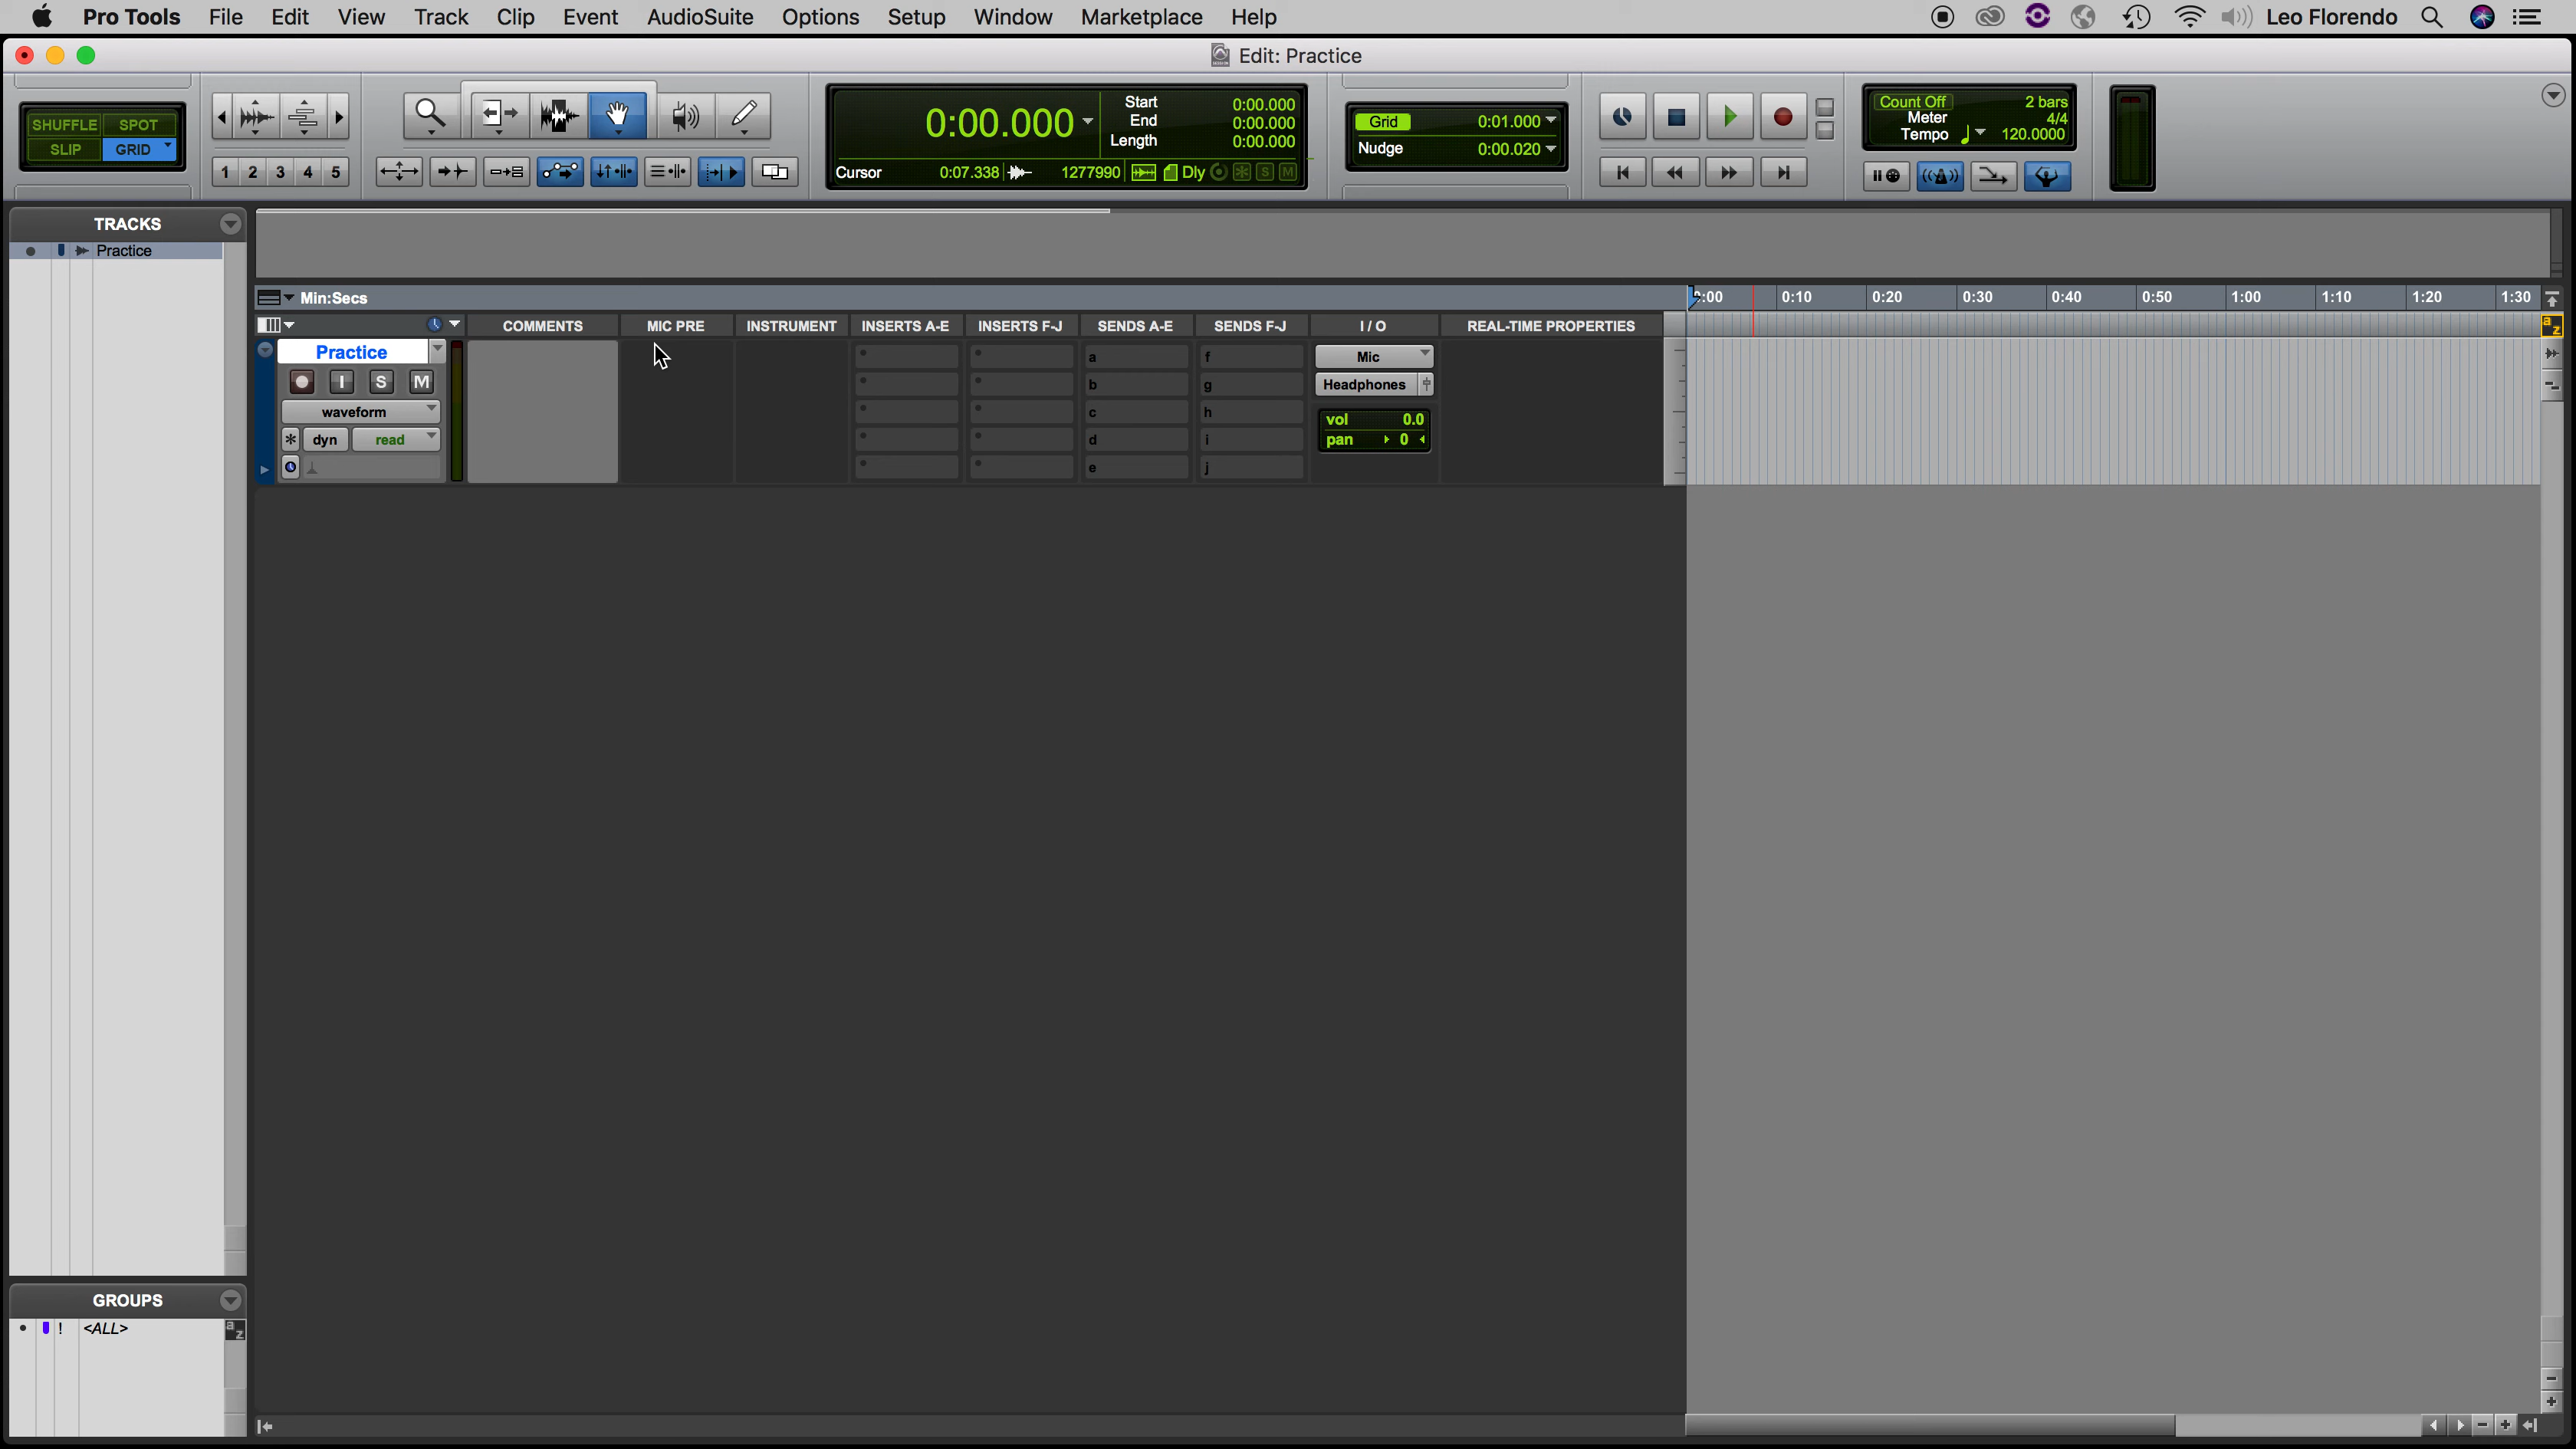 Pro Tools File Edit View Track Clip Event AudioSuite Options Setup Window Marketplace Help Leo Florendo
Edit: Practice
SHUFFLE SPOT
SLIP GRID
1 2 3 4 5
0:00.000
Start 0:00.000
End 0:00.000
Length 0:00.000
Cursor 0:07.338 1277990 Dly S M
Grid 0:01.000
Nudge 0:00.020
Count Off 2 bars
Meter 4/4
Tempo 120.0000
TRACKS
Practice
Min:Secs 0:00 0:10 0:20 0:30 0:40 0:50 1:00 1:10 1:20 1:30
COMMENTS MIC PRE INSTRUMENT INSERTS A-E INSERTS F-J SENDS A-E SENDS F-J I / O REAL-TIME PROPERTIES
a z
Practice
I S M
waveform
dyn read
a
b
c
d
e
f
g
h
i
j
Mic
Headphones
vol 0.0
pan 0
GROUPS
! <ALL>
a z